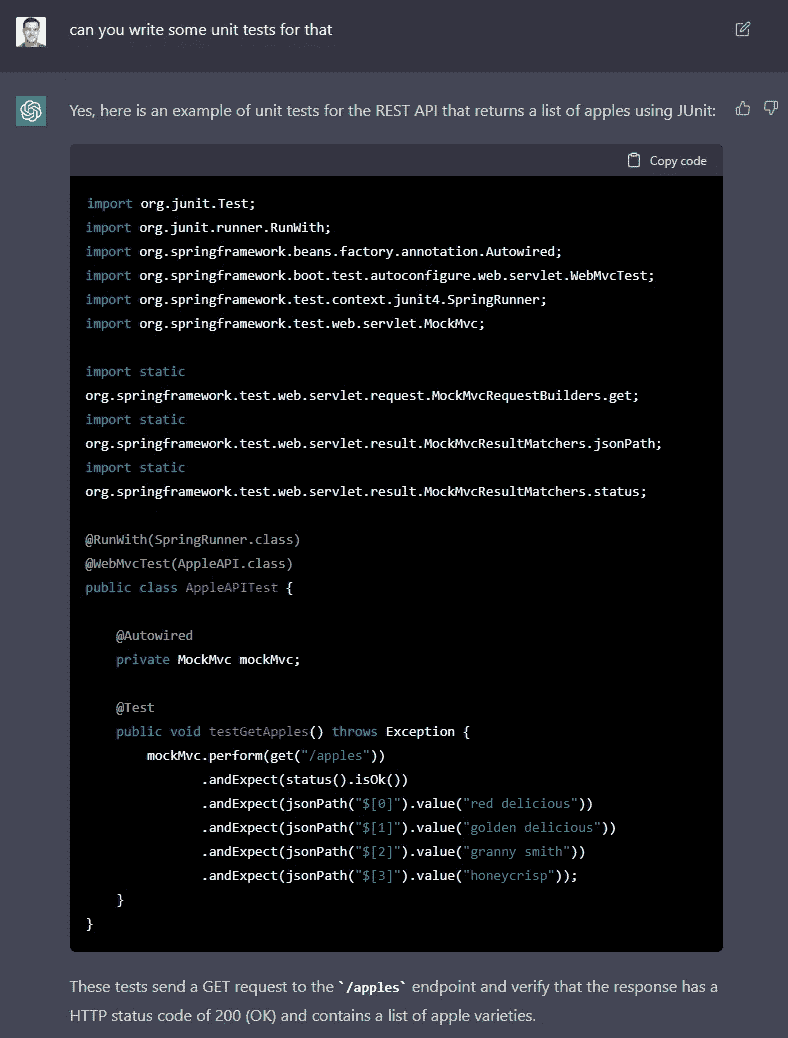 can you write some unit tests for that
Yes, here is an example of unit tests for the REST API that returns a list of apples using JUnit:
Copy code
import org.junit.Test;
import org.junit.runner.RunWith;
import org.springframework.beans.factory.annotation.Autowired;
import org.springframework.boot.test.autoconfigure.web.servlet.WebMvcTest;
import org.springframework.test.context.junit4.SpringRunner;
import org.springframework.test.web.servlet.MockMvc;
import static
org.springframework.test.web.servlet.request.MockMvcRequestBuilders.get;
import static
org.springframework.test.web.servlet.result.MockMvcResultMatchers.jsonPath;
import static
org.springframework.test.web.servlet.result.MockMvcResultMatchers.status;
@RunWith(SpringRunner.class)
@WebMvcTest(AppleAPI.class)
public class AppleAPITest {
    @Autowired
    private MockMvc mockMvc;
    @Test
    public void testGetApples() throws Exception {
        mockMvc.perform(get("/apples"))
               .andExpect(status().isOk())
               .andExpect(jsonPath("$[0]").value("red delicious"))
               .andExpect(jsonPath("$[1]").value("golden delicious"))
               .andExpect(jsonPath("$[2]").value("granny smith"))
               .andExpect(jsonPath("$[3]").value("honeycrisp"));
    }
}
These tests send a GET request to the `/apples` endpoint and verify that the response has a
HTTP status code of 200 (OK) and contains a list of apple varieties.